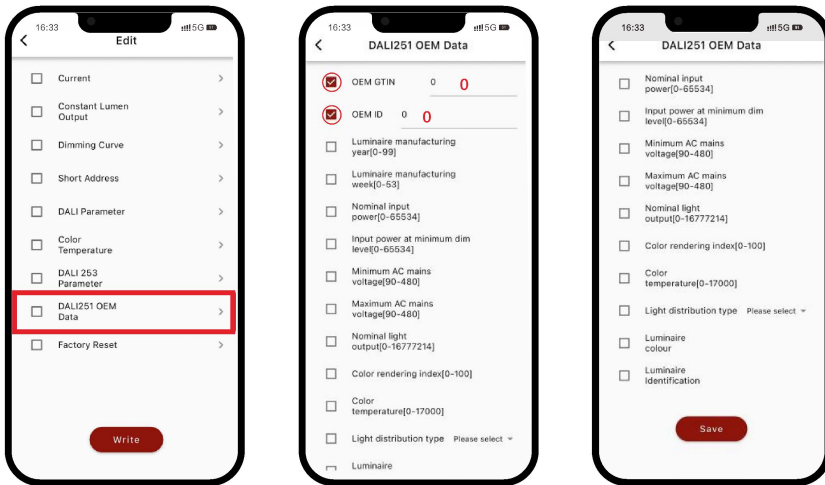 16:33
5G
Edit
Current
Constant Lumen
Output
Dimming Curve
Short Address
DALI Parameter
Color
Temperature
DALI 253
Parameter
DALI251 OEM
Data
Factory Reset
Write
16:33
5G
DALI251 OEM Data
OEM GTIN 0 0
OEM ID 0 0
Luminaire manufacturing
year[0-99]
Luminaire manufacturing
week[0-53]
Nominal input
power[0-65534]
Input power at minimum dim
level[0-65534]
Minimum AC mains
voltage[90-480]
Maximum AC mains
voltage[90-480]
Nominal light
output[0-16777214]
Color rendering index[0-100]
Color
temperature[0-17000]
Light distribution type Please select
Luminaire
16:33
5G
DALI251 OEM Data
Nominal input
power[0-65534]
Input power at minimum dim
level[0-65534]
Minimum AC mains
voltage[90-480]
Maximum AC mains
voltage[90-480]
Nominal light
output[0-16777214]
Color rendering index[0-100]
Color
temperature[0-17000]
Light distribution type Please select
Luminaire
colour
Luminaire
Identification
Save